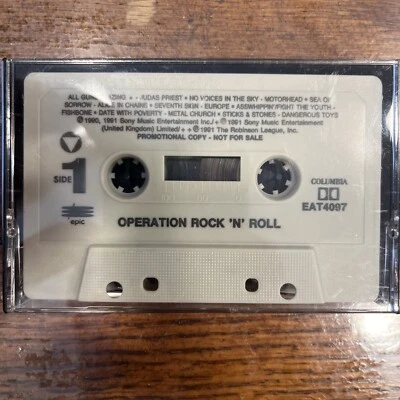 ALL GUNS BLAZING + - JUDAS PRIEST • NO VOICES IN THE SKY - MOTORHEAD • SEA OF
SORROW - ALICE IN CHAINS • SEVENTH SIGN - EUROPE • ASSWHIPPIN'/FIGHT THE YOUTH -
FISHBONE • DATE WITH POVERTY - METAL CHURCH • STICKS & STONES - DANGEROUS TOYS
℗ 1990, 1991 Sony Music Entertainment Inc./+ ℗ 1991 Sony Music Entertainment
(United Kingdom) Limited/ + ℗ 1991 The Robinson League, Inc.
PROMOTIONAL COPY - NOT FOR SALE
SIDE 1
COLUMBIA
EAT4097
epic
OPERATION ROCK 'N' ROLL